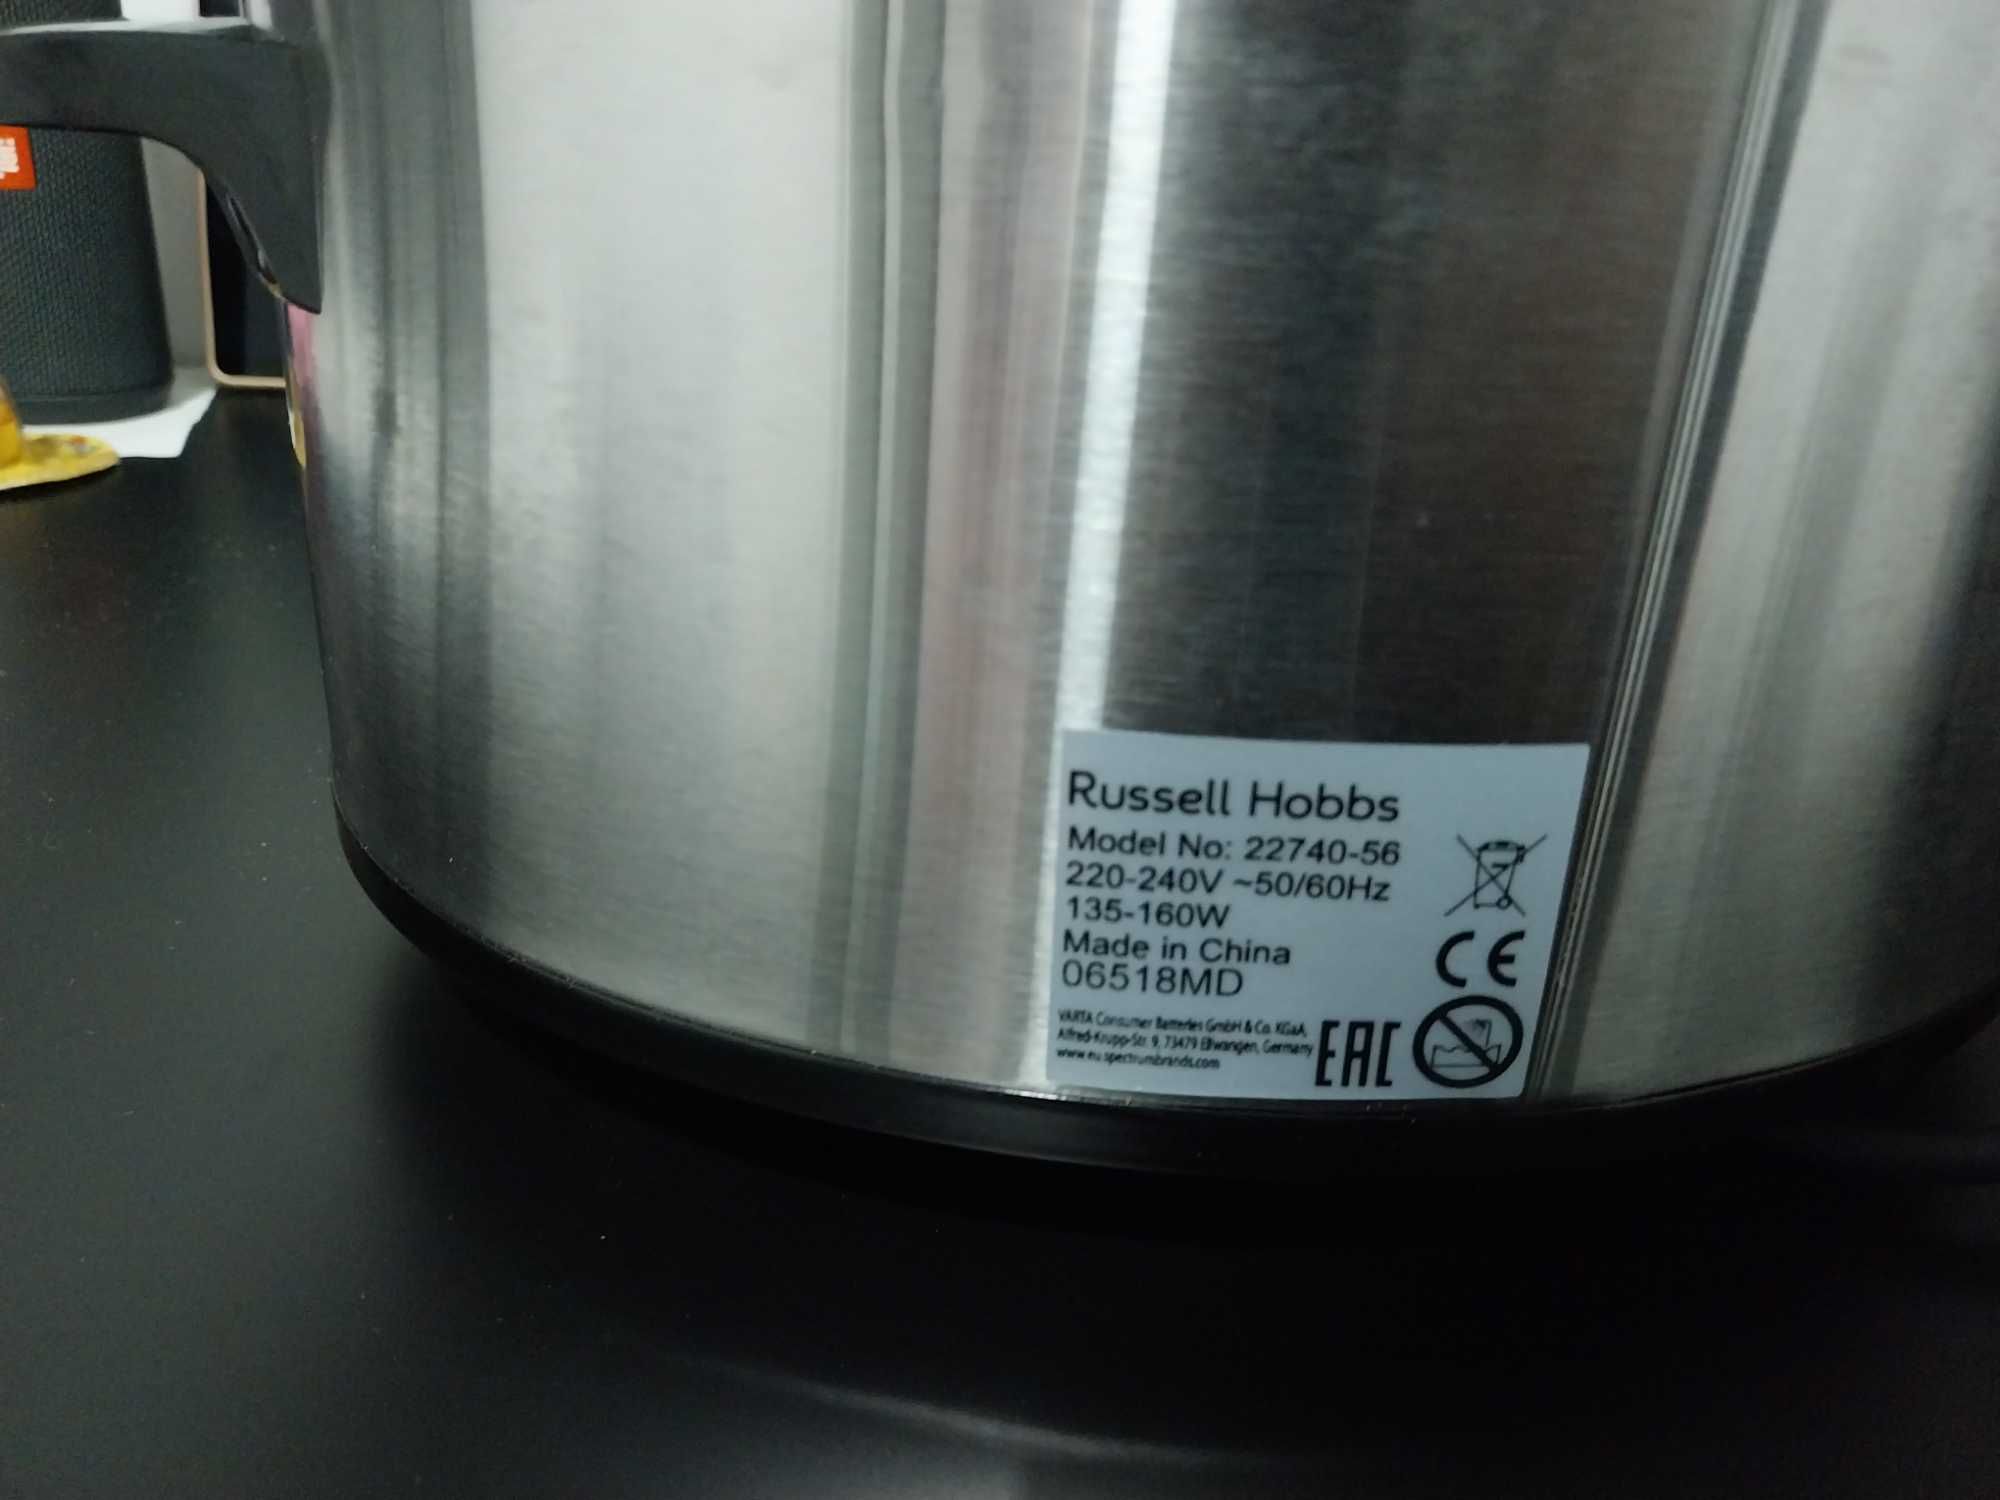 Russell Hobbs
Model No: 22740-56
220-240V ~50/60Hz
135-160W
Made in China
06518MD
CE
VARTA Consumer Batteries GmbH & Co. KGaA,
Alfred-Krupp-Str. 9, 73479 Ellwangen, Germany
www.eu.spectrumbrands.com
EAC